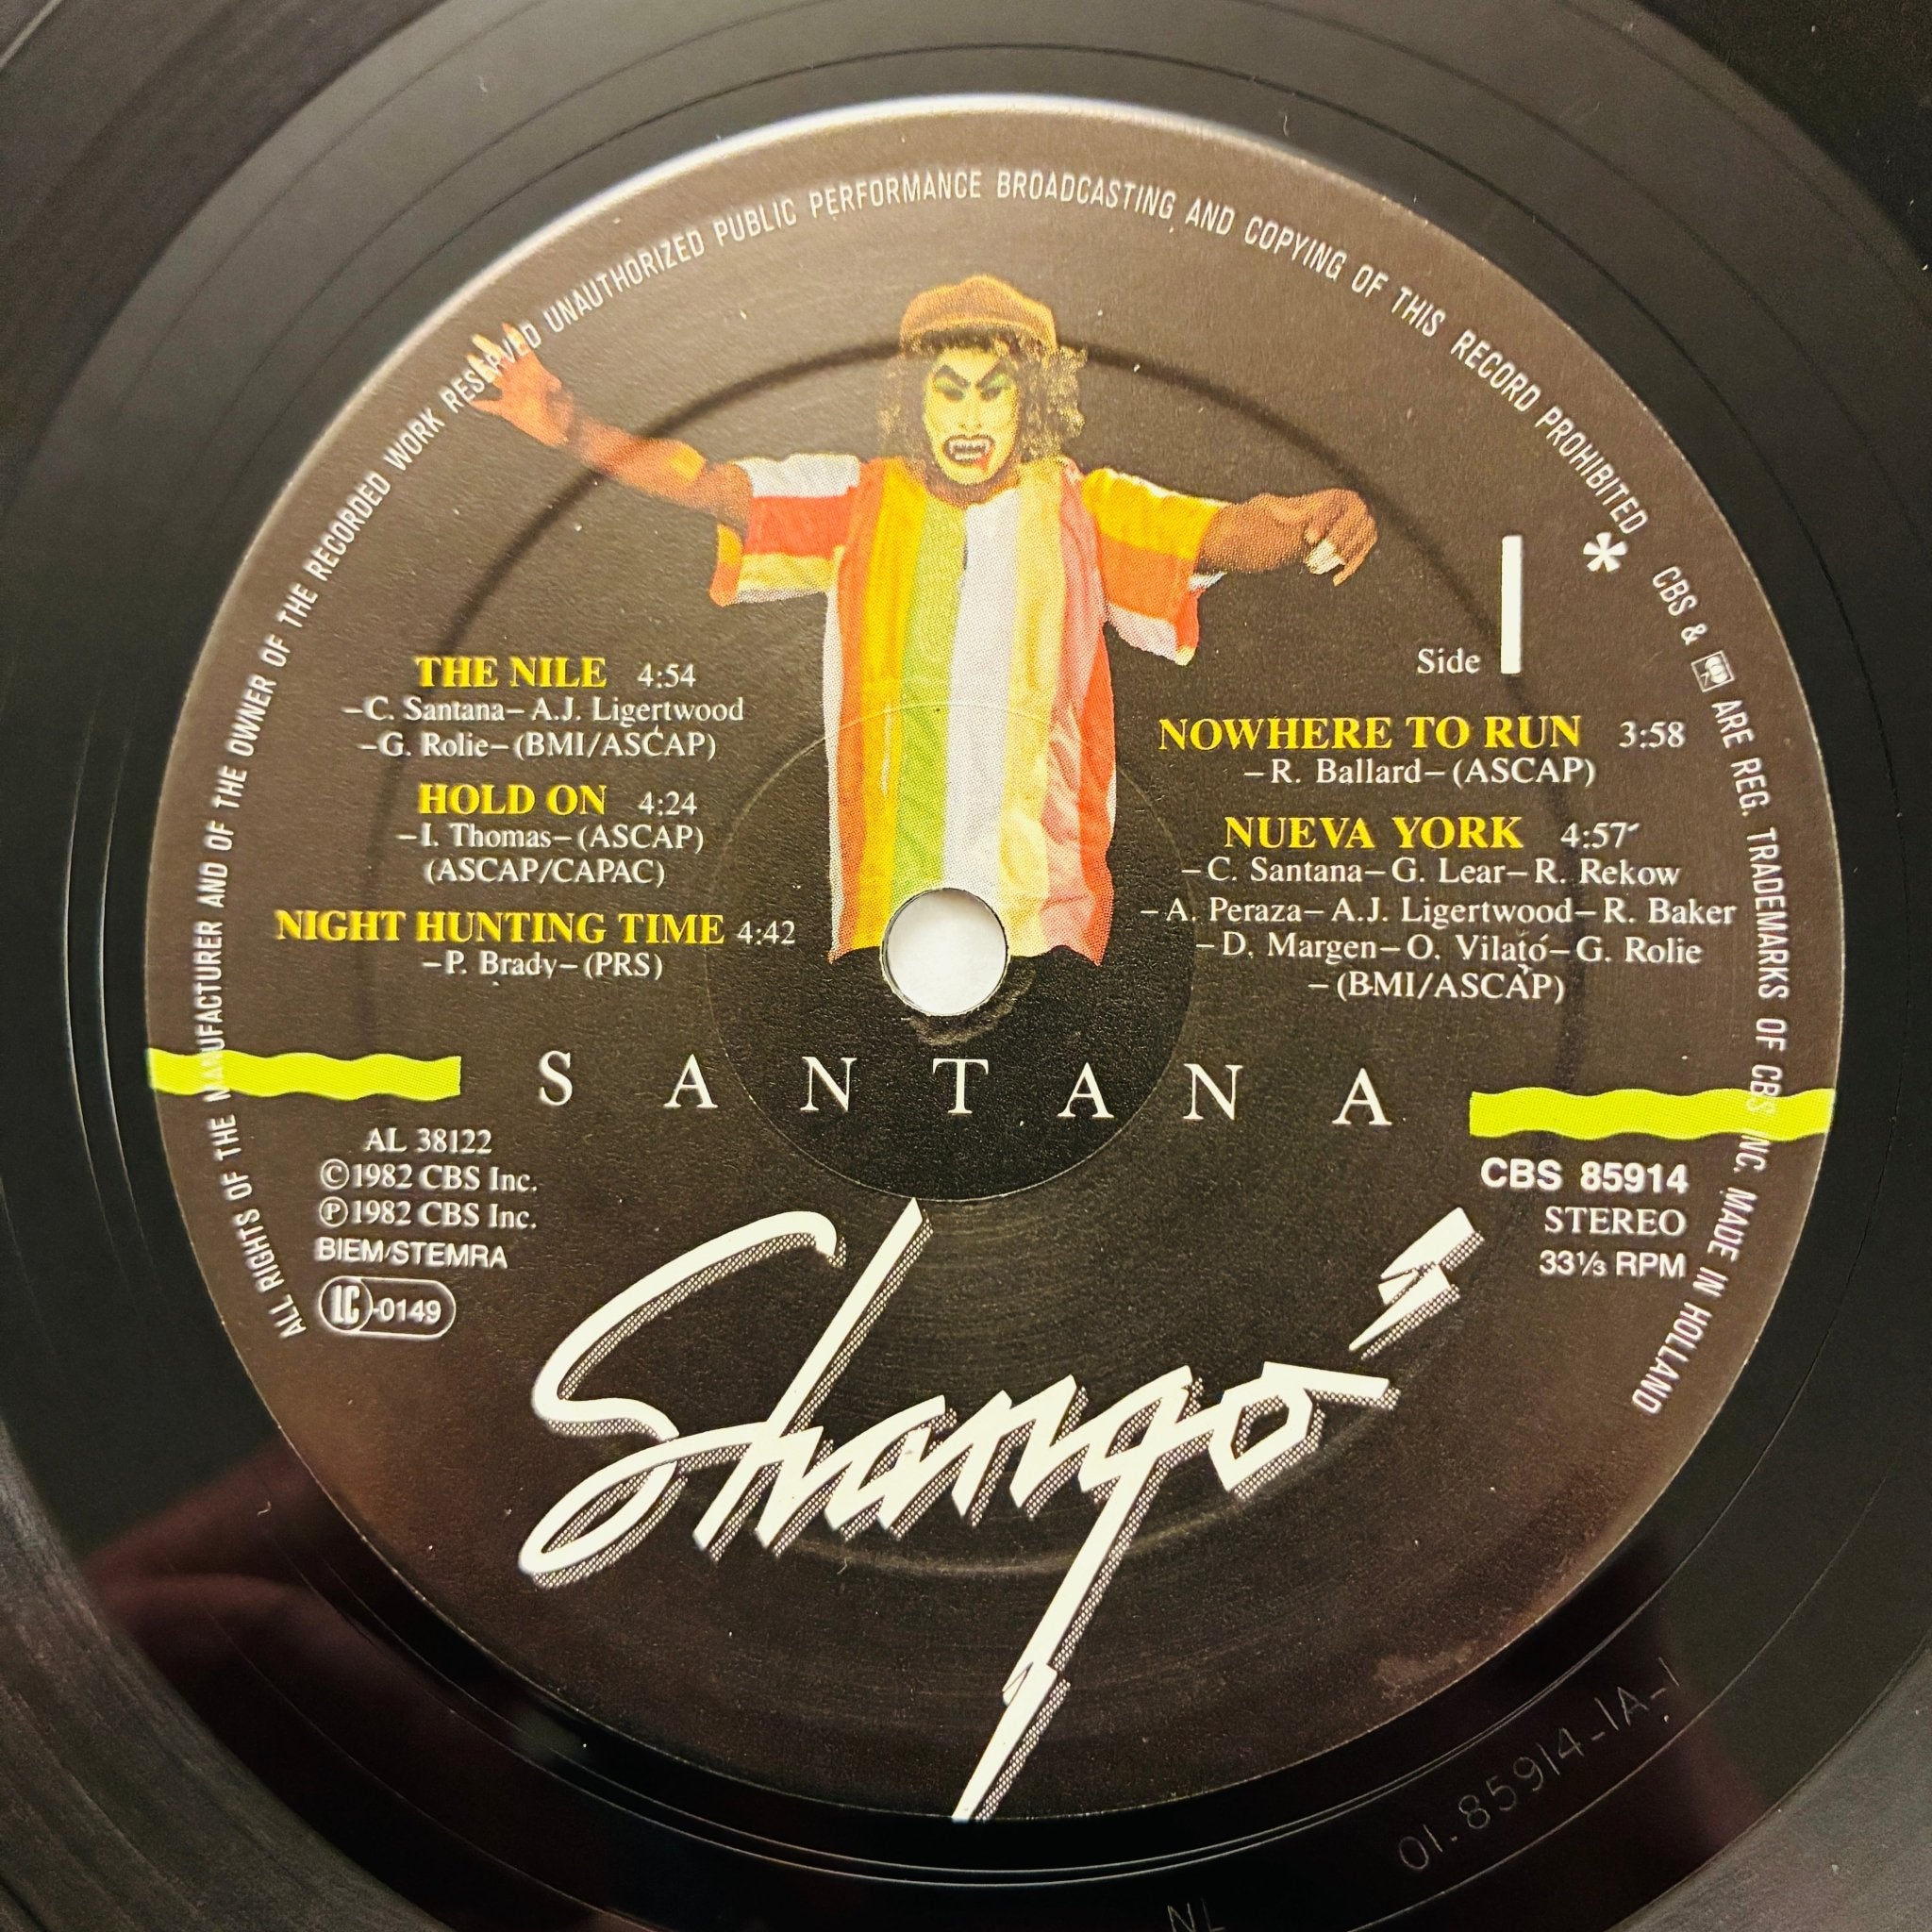 ALL RIGHTS OF THE MANUFACTURER AND OF THE OWNER OF THE RECORDED WORK RESERVED UNAUTHORIZED PUBLIC PERFORMANCE BROADCASTING AND COPYING OF THIS RECORD PROHIBITED * CBS & ARE REG. TRADEMARKS OF CBS INC. MADE IN HOLLAND
Side 1
THE NILE 4:54
–C. Santana–A.J. Ligertwood
–G. Rolie–(BMI/ASCAP)
HOLD ON 4:24
–I. Thomas–(ASCAP)
(ASCAP/CAPAC)
NIGHT HUNTING TIME 4:42
–P. Brady–(PRS)
NOWHERE TO RUN 3:58
–R. Ballard–(ASCAP)
NUEVA YORK 4:57
–C. Santana–G. Lear–R. Rekow
–A. Peraza–A.J. Ligertwood–R. Baker
–D. Margen–O. Vilató–G. Rolie
–(BMI/ASCAP)
SANTANA
AL 38122
©1982 CBS Inc.
℗1982 CBS Inc.
BIEM/STEMRA
LC-0149
CBS 85914
STEREO
33⅓ RPM
Shangó
01-85914-1A-1
NL